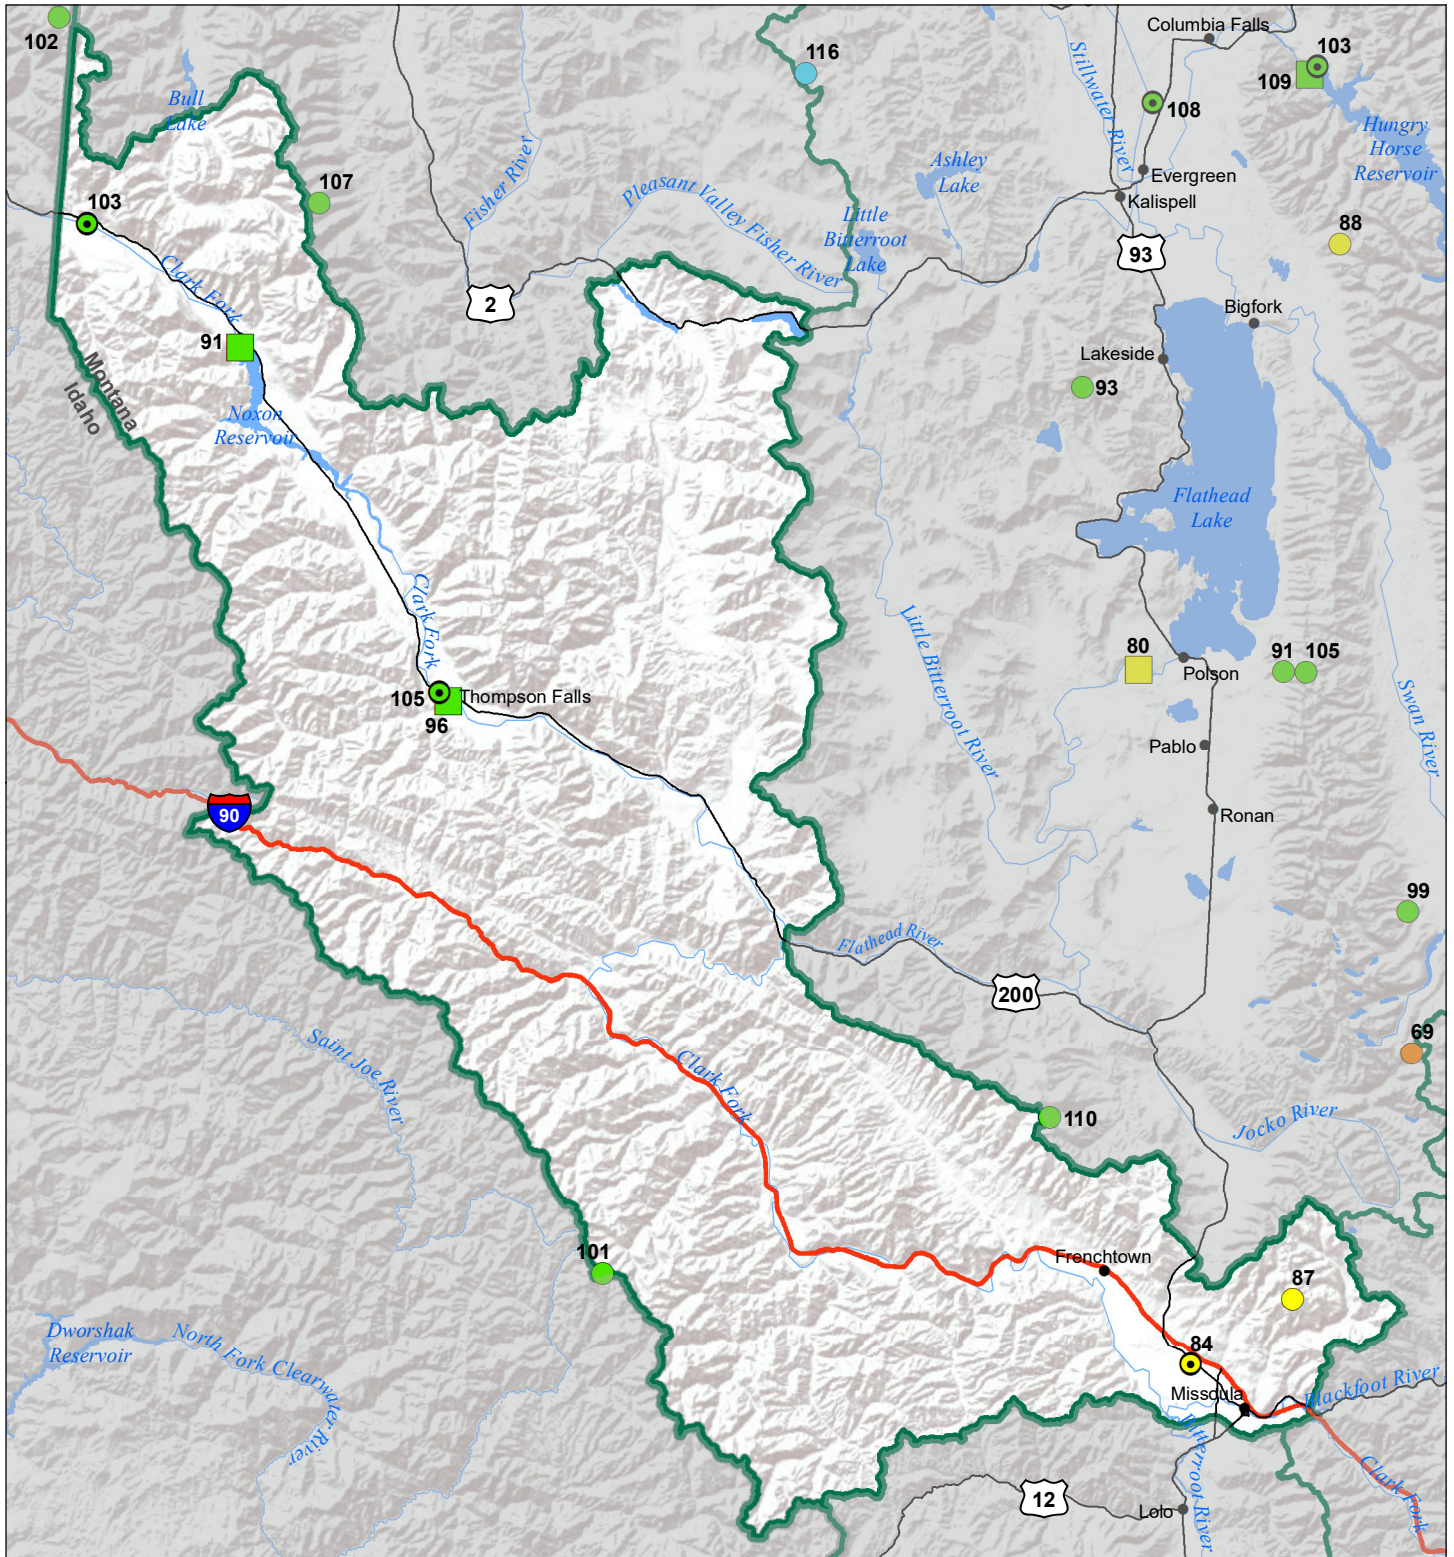 102
Columbia Falls
116
103
109
Stillwater River
Bull
Lake
108
Hungry
Horse
Reservoir
Fisher River
Ashley
Lake
Evergreen
107
Pleasant Valley Fisher River
Kalispell
103
Little
Bitterroot
Lake
88
93
Clark Fork
2
Bigfork
91
Lakeside
Montana
Idaho
93
Noxon
Reservoir
Flathead
Lake
Clark Fork
Little Bitterroot River
80
91
105
Polson
105
Thompson Falls
96
Swan River
Pablo
90
Ronan
99
Flathead River
200
Saint Joe River
69
Clark Fork
110
Jocko River
101
Frenchtown
87
Dworshak
Reservoir
North Fork Clearwater
River
84
Missoula
Blackfoot River
Bitterroot River
Clark Fork
12
Lolo